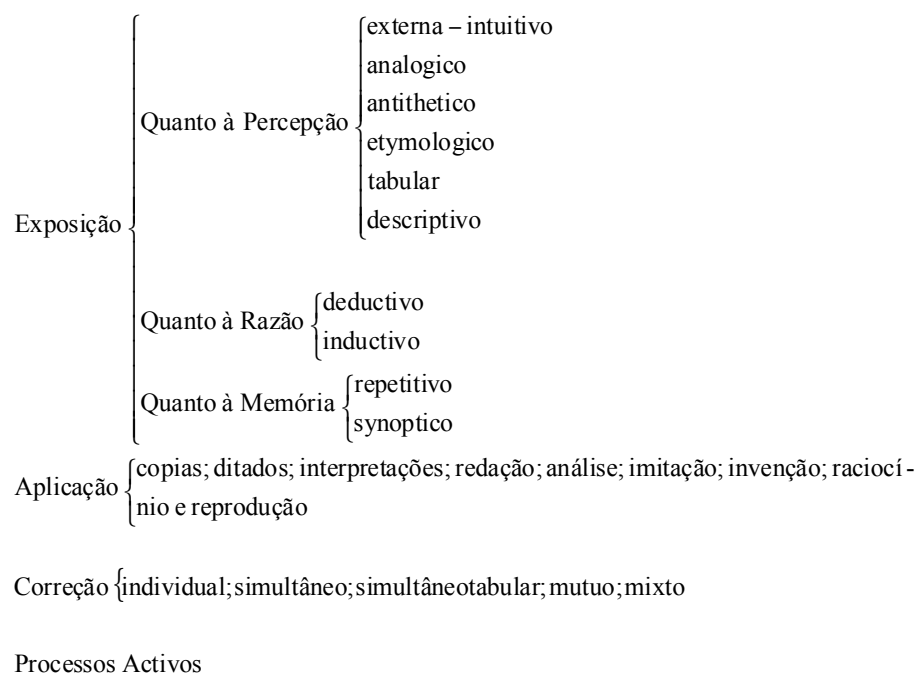 externa – intuitivo
analogico
antithetico
Quanto à Percepção
etymologico
tabular
descriptivo
Exposição
Quanto à Razão
deductivo
inductivo
Quanto à Memória
repetitivo
synoptico
Aplicação
copias; ditados; interpretações; redação; análise; imitação; invenção; raciocí-
nio e reprodução
Correção {individual; simultâneo; simultâneotabular; mutuo; mixto
Processos Activos